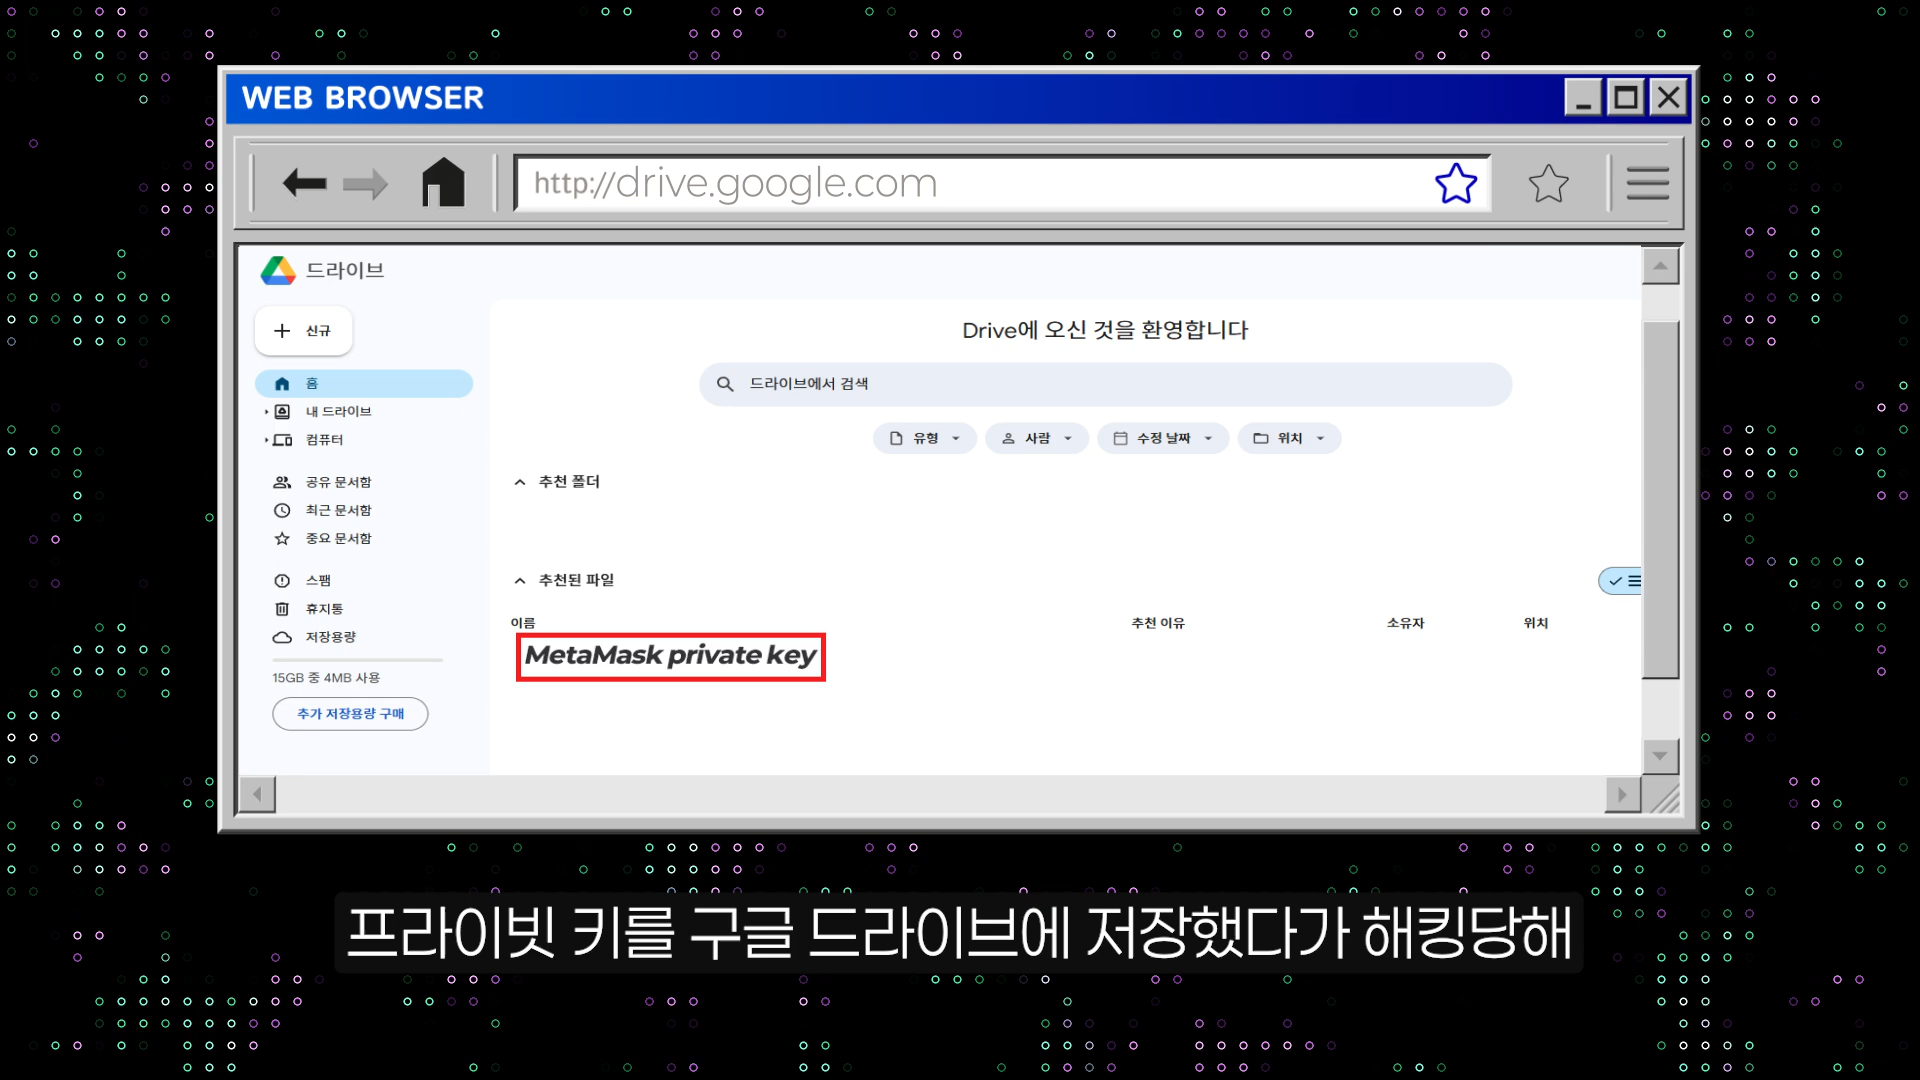 WEB BROWSER
http://drive.google.com
드라이브
신규
홈
내 드라이브
컴퓨터
공유 문서함
최근 문서함
중요 문서함
스팸
휴지통
저장용량
15GB 중 4MB 사용
추가 저장용량 구매
Drive에 오신 것을 환영합니다
드라이브에서 검색
유형 사람 수정 날짜 위치
추천 폴더
추천된 파일
이름 추천 이유 소유자 위치
MetaMask private key
프라이빗 키를 구글 드라이브에 저장했다가 해킹당해